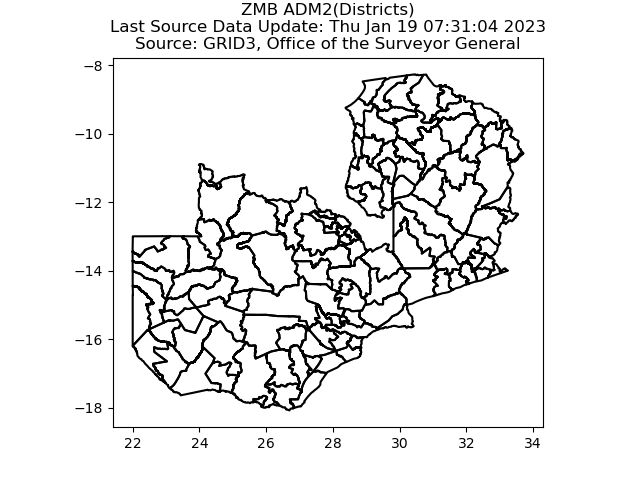 ZMB ADM2(Districts)
Last Source Data Update: Thu Jan 19 07:31:04 2023
Source: GRID3, Office of the Surveyor General
−8
−10
−12
−14
−16
−18
22 24 26 28 30 32 34